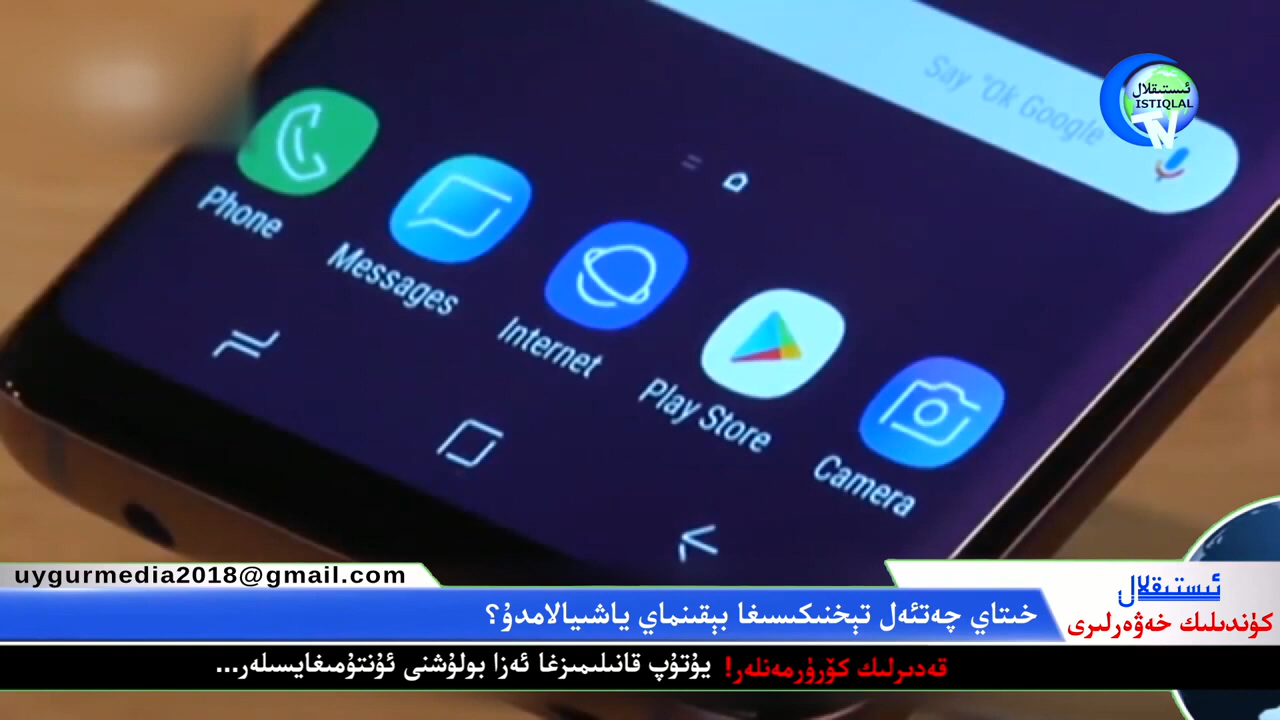 Say "Ok Google
ئىستىقلال
ISTIQLAL
TV
Phone
Messages
Internet
Play Store
Camera
uygurmedia2018@gmail.com
ئىستىقلال
كۈندىلىك خەۋەرلىرى
خىتاي چەتئەل تېخنىكىسىغا بېقىنماي ياشىيالامدۇ؟
قەدىرلىك كۆرۈرمەنلەر! يۇتۇپ قانىلىمىزغا ئەزا بولۇشنى ئۇنتۇمىغايسىلەر...